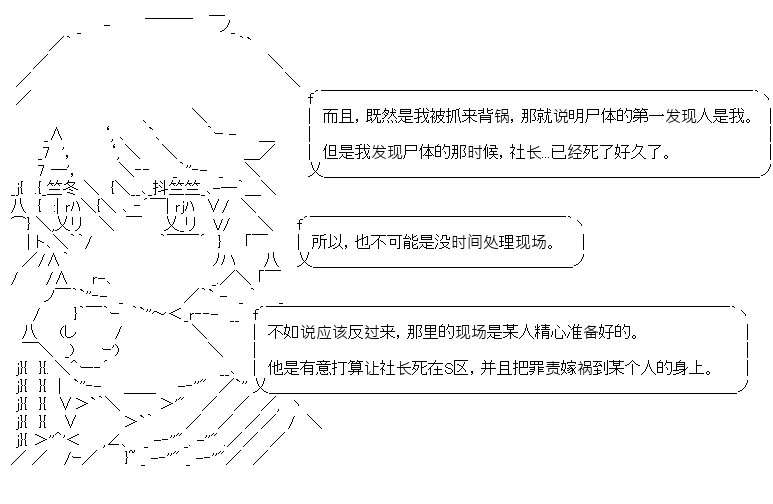 而且，既然是我被抓来背锅，那就说明尸体的第一发现人是我。
但是我发现尸体的那时候，社长...已经死了好久了。
所以，也不可能是没时间处理现场。
不如说应该反过来，那里的现场是某人精心准备好的。
他是有意打算让社长死在S区，并且把罪责嫁祸到某个人的身上。